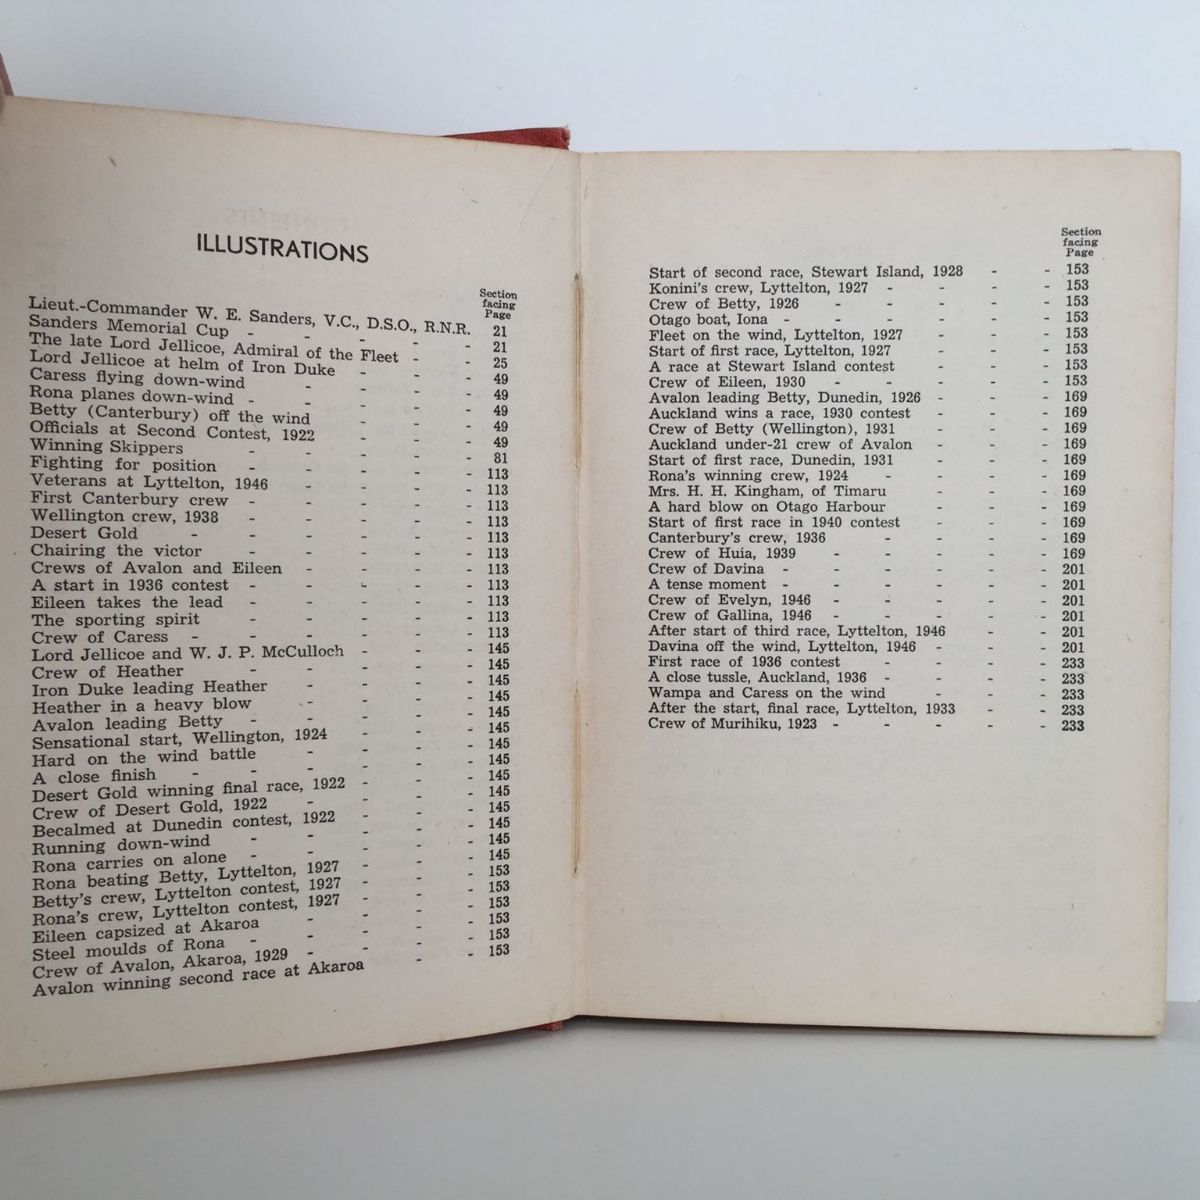 ILLUSTRATIONS
Section
facing
Page
Lieut.-Commander W. E. Sanders, V.C., D.S.O., R.N.R. 21
Sanders Memorial Cup - - - - - 21
The late Lord Jellicoe, Admiral of the Fleet - - 25
Lord Jellicoe at helm of Iron Duke - - - 49
Caress flying down-wind - - - - 49
Rona planes down-wind - - - - - 49
Betty (Canterbury) off the wind - - - 49
Officials at Second Contest, 1922 - - - 49
Winning Skippers - - - - - 81
Fighting for position - - - - - 113
Veterans at Lyttelton, 1946 - - - - 113
First Canterbury crew - - - - - 113
Wellington crew, 1938 - - - - - 113
Desert Gold - - - - - - 113
Chairing the victor - - - - - 113
Crews of Avalon and Eileen - - - - 113
A start in 1936 contest - - - - - 113
Eileen takes the lead - - - - - 113
The sporting spirit - - - - - 113
Crew of Caress - - - - - - 113
Lord Jellicoe and W. J. P. McCulloch - - - 145
Crew of Heather - - - - - 145
Iron Duke leading Heather - - - - 145
Heather in a heavy blow - - - - 145
Avalon leading Betty - - - - - 145
Sensational start, Wellington, 1924 - - - 145
Hard on the wind battle - - - - 145
A close finish - - - - - - 145
Desert Gold winning final race, 1922 - - - 145
Crew of Desert Gold, 1922 - - - - 145
Becalmed at Dunedin contest, 1922 - - - 145
Running down-wind - - - - - 145
Rona carries on alone - - - - - 145
Rona beating Betty, Lyttelton, 1927 - - - 145
Betty's crew, Lyttelton contest, 1927 - - - 153
Rona's crew, Lyttelton contest, 1927 - - - 153
Eileen capsized at Akaroa - - - - 153
Steel moulds of Rona - - - - - 153
Crew of Avalon, Akaroa, 1929 - - - - 153
Avalon winning second race at Akaroa - - 153
Section
facing
Page
Start of second race, Stewart Island, 1928 - - 153
Konini's crew, Lyttelton, 1927 - - - - 153
Crew of Betty, 1926 - - - - - 153
Otago boat, Iona - - - - - - 153
Fleet on the wind, Lyttelton, 1927 - - - 153
Start of first race, Lyttelton, 1927 - - - 153
A race at Stewart Island contest - - - 153
Crew of Eileen, 1930 - - - - - 153
Avalon leading Betty, Dunedin, 1926 - - - 169
Auckland wins a race, 1930 contest - - - 169
Crew of Betty (Wellington), 1931 - - - 169
Auckland under-21 crew of Avalon - - - 169
Start of first race, Dunedin, 1931 - - - 169
Rona's winning crew, 1924 - - - - 169
Mrs. H. H. Kingham, of Timaru - - - 169
A hard blow on Otago Harbour - - - 169
Start of first race in 1940 contest - - - 169
Canterbury's crew, 1936 - - - - 169
Crew of Huia, 1939 - - - - - 169
Crew of Davina - - - - - - 201
A tense moment - - - - - - 201
Crew of Evelyn, 1946 - - - - - 201
Crew of Gallina, 1946 - - - - - 201
After start of third race, Lyttelton, 1946 - - 201
Davina off the wind, Lyttelton, 1946 - - - 201
First race of 1936 contest - - - - 233
A close tussle, Auckland, 1936 - - - - 233
Wampa and Caress on the wind - - - 233
After the start, final race, Lyttelton, 1933 - - 233
Crew of Murihiku, 1923 - - - - - 233